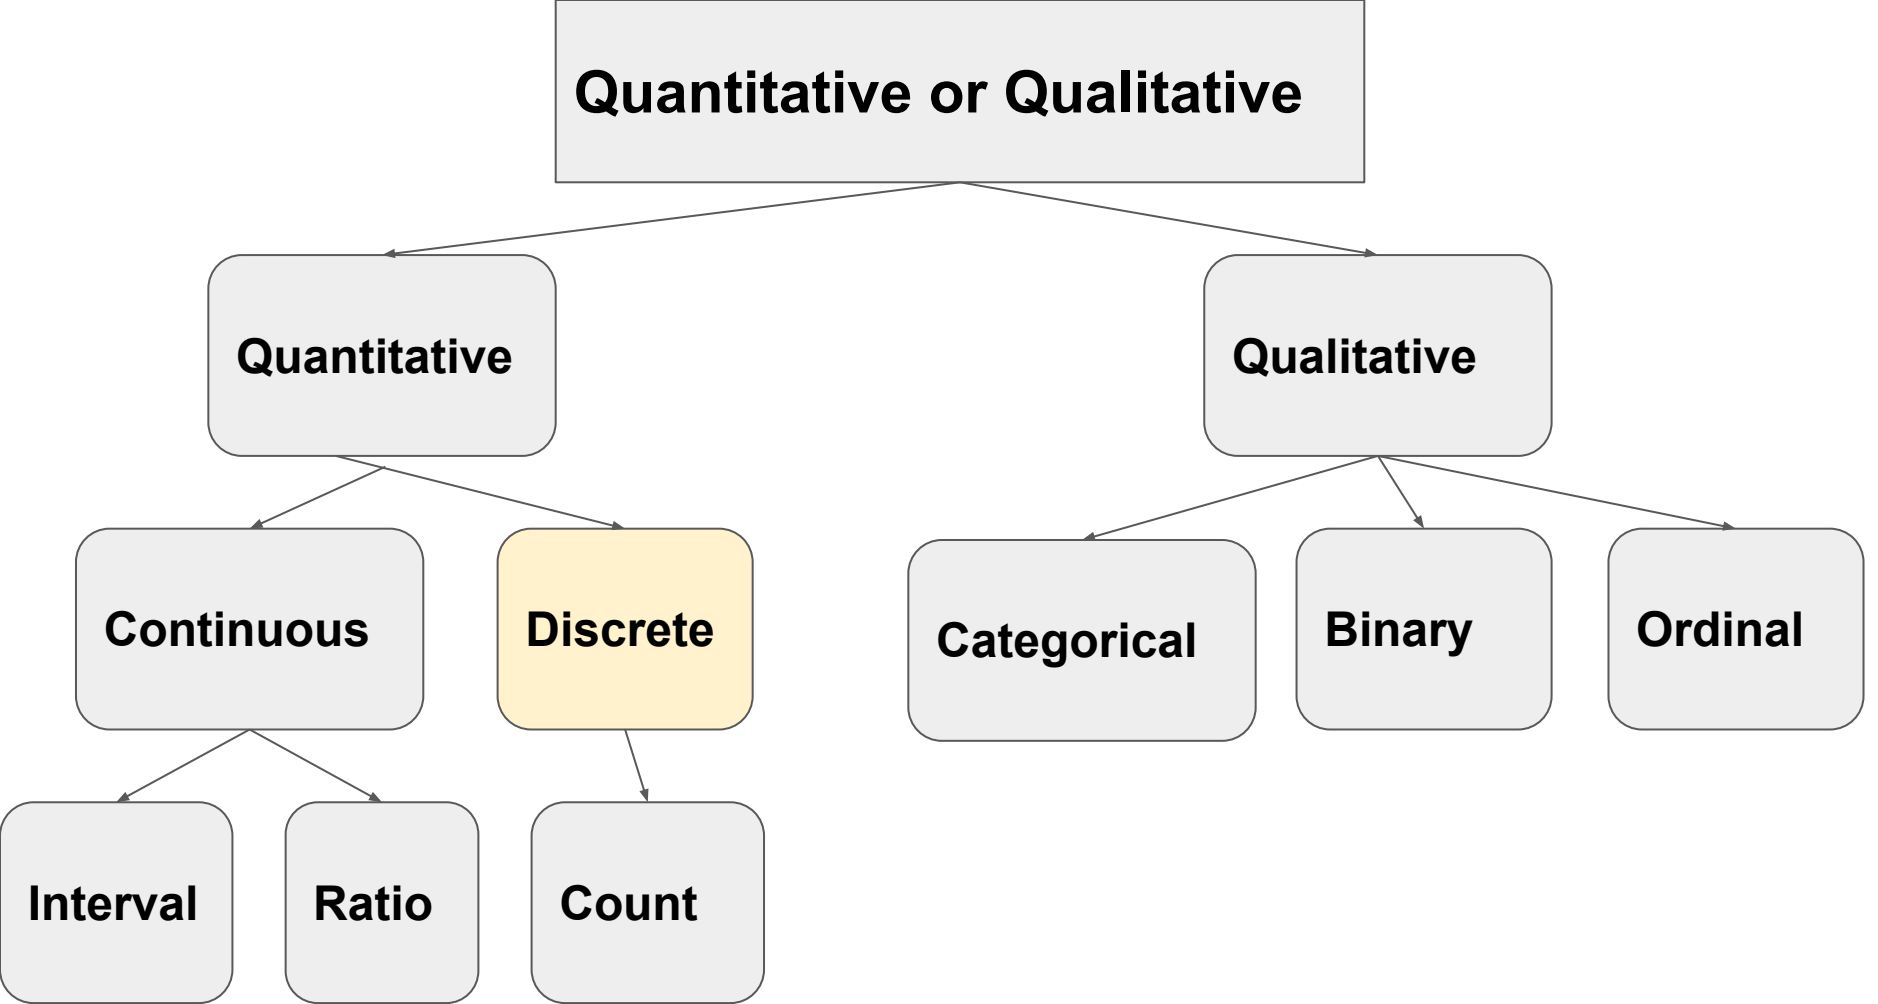 Quantitative or Qualitative
Quantitative
Qualitative
Continuous
Discrete
Categorical
Binary
Ordinal
Interval
Ratio
Count